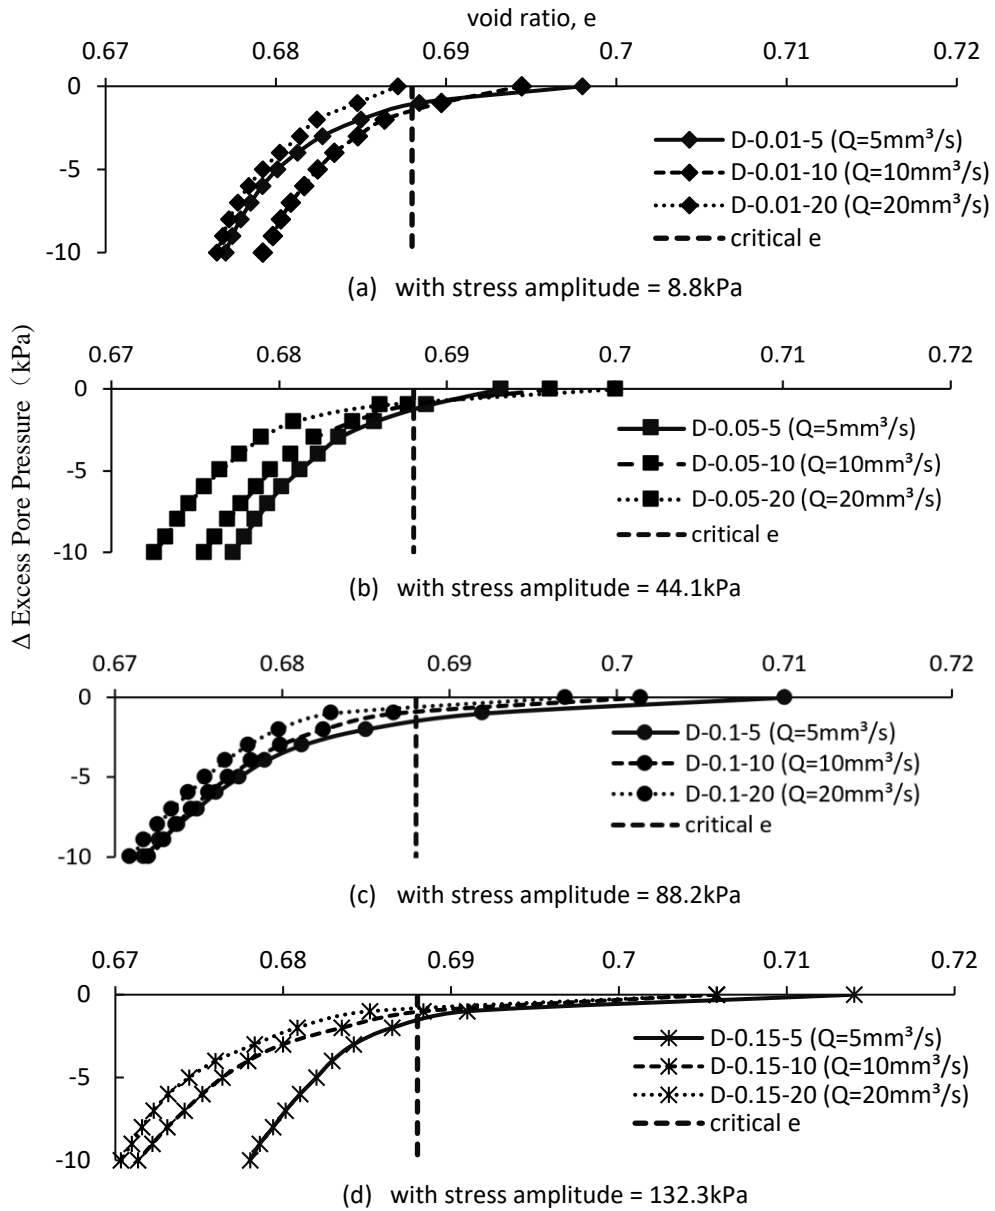 void ratio, e
0.67 0.68 0.69 0.7 0.71 0.72
0
-5
-10
D-0.01-5 (Q=5mm³/s)
D-0.01-10 (Q=10mm³/s)
D-0.01-20 (Q=20mm³/s)
critical e
(a) with stress amplitude = 8.8kPa
Δ Excess Pore Pressure（kPa)
0.67 0.68 0.69 0.7 0.71 0.72
0
-5
-10
D-0.05-5 (Q=5mm³/s)
D-0.05-10 (Q=10mm³/s)
D-0.05-20 (Q=20mm³/s)
critical e
(b) with stress amplitude = 44.1kPa
0.67 0.68 0.69 0.7 0.71 0.72
0
-5
-10
D-0.1-5 (Q=5mm³/s)
D-0.1-10 (Q=10mm³/s)
D-0.1-20 (Q=20mm³/s)
critical e
(c) with stress amplitude = 88.2kPa
0.67 0.68 0.69 0.7 0.71 0.72
0
-5
-10
D-0.15-5 (Q=5mm³/s)
D-0.15-10 (Q=10mm³/s)
D-0.15-20 (Q=20mm³/s)
critical e
(d) with stress amplitude = 132.3kPa